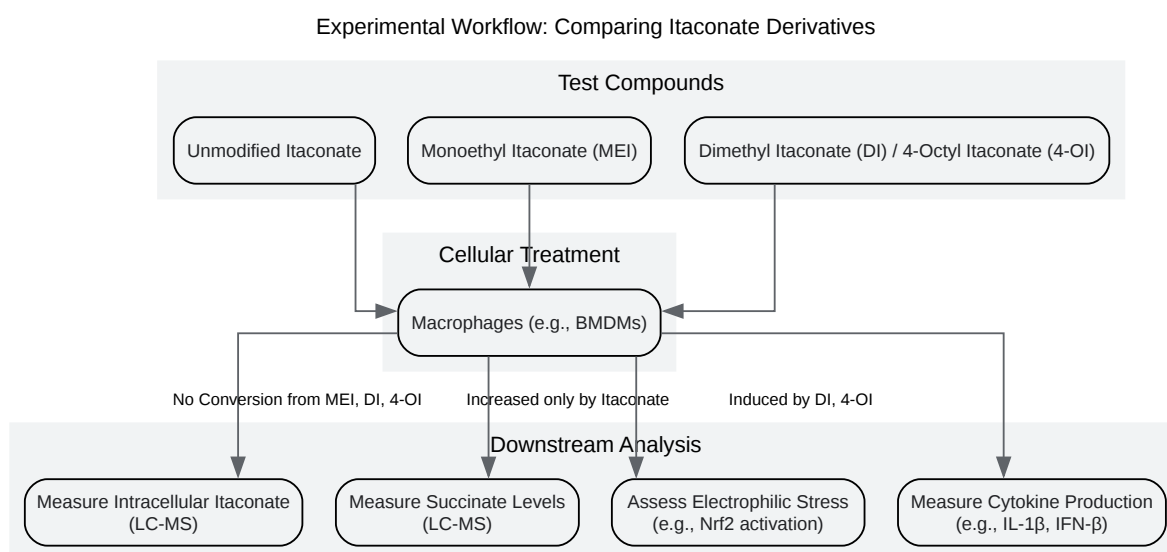 Experimental Workflow: Comparing Itaconate Derivatives
Test Compounds
Unmodified Itaconate
Monoethyl Itaconate (MEI)
Dimethyl Itaconate (DI) / 4-Octyl Itaconate (4-OI)
Cellular Treatment
Macrophages (e.g., BMDMs)
No Conversion from MEI, DI, 4-OI
Increased only by Itaconate
Induced by DI, 4-OI
Downstream Analysis
Measure Intracellular Itaconate
(LC-MS)
Measure Succinate Levels
(LC-MS)
Assess Electrophilic Stress
(e.g., Nrf2 activation)
Measure Cytokine Production
(e.g., IL-1β, IFN-β)